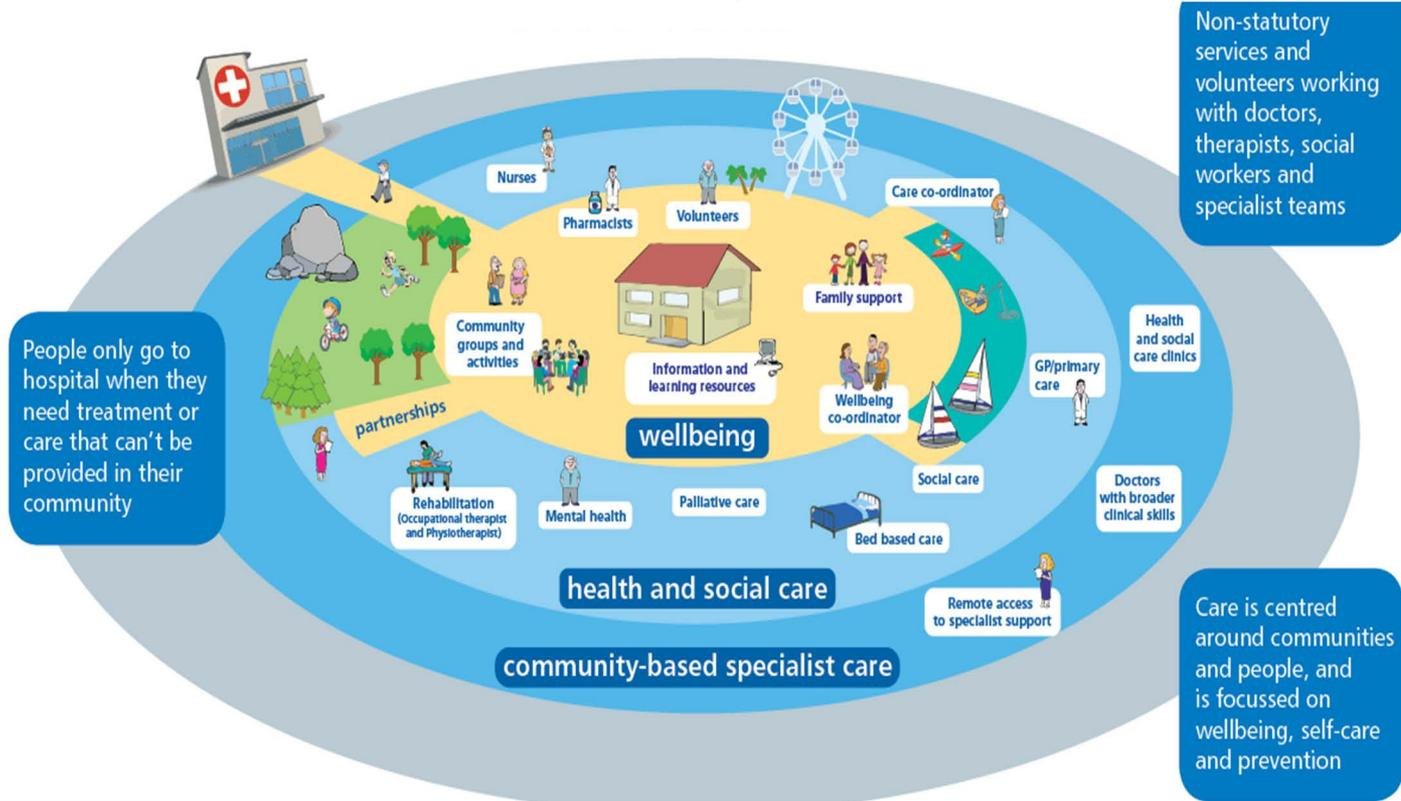 Non-statutory
services and
volunteers working
with doctors,
therapists, social
workers and
specialist teams
Nurses
Pharmacists
Volunteers
Care co-ordinator
Family support
Community
groups and
activities
Information and
learning resources
Wellbeing
co-ordinator
GP/primary
care
Health
and social
care clinics
People only go to
hospital when they
need treatment or
care that can't be
provided in their
community
partnerships
wellbeing
Rehabilitation
(Occupational therapist
and Physiotherapist)
Mental health
Palliative care
Social care
Bed based care
Doctors
with broader
clinical skills
health and social care
Remote access
to specialist support
community-based specialist care
Care is centred
around communities
and people, and
is focussed on
wellbeing, self-care
and prevention